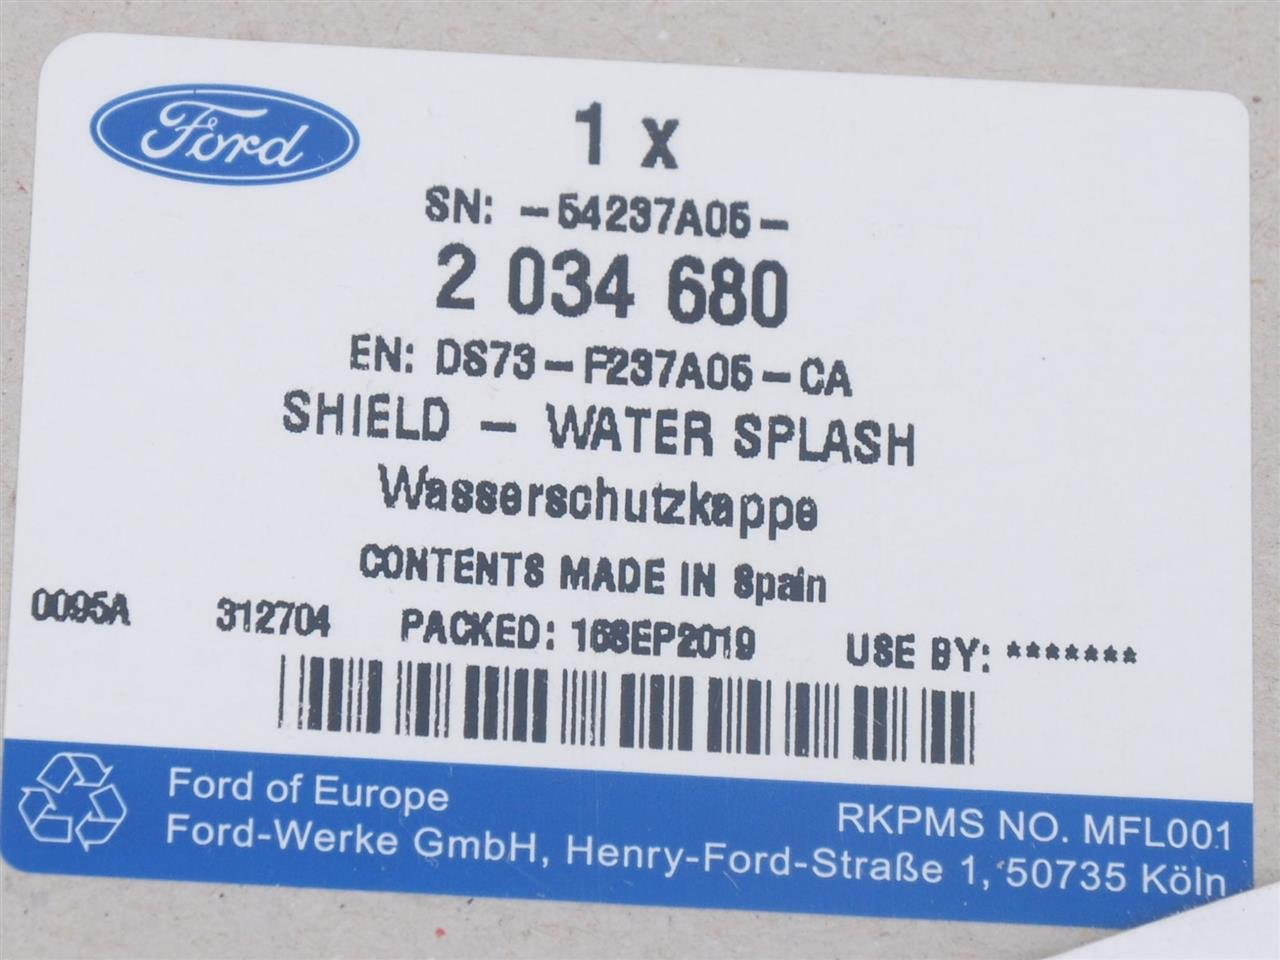 Ford
1 x
SN: -54237A05-
2 034 680
EN: DS73-F237A05-CA
SHIELD - WATER SPLASH
Wasserschutzkappe
CONTENTS MADE IN Spain
0095A 312704 PACKED: 16SEP2019 USE BY: *******
Ford of Europe
RKPMS NO. MFL001
Ford-Werke GmbH, Henry-Ford-Straße 1, 50735 Köln